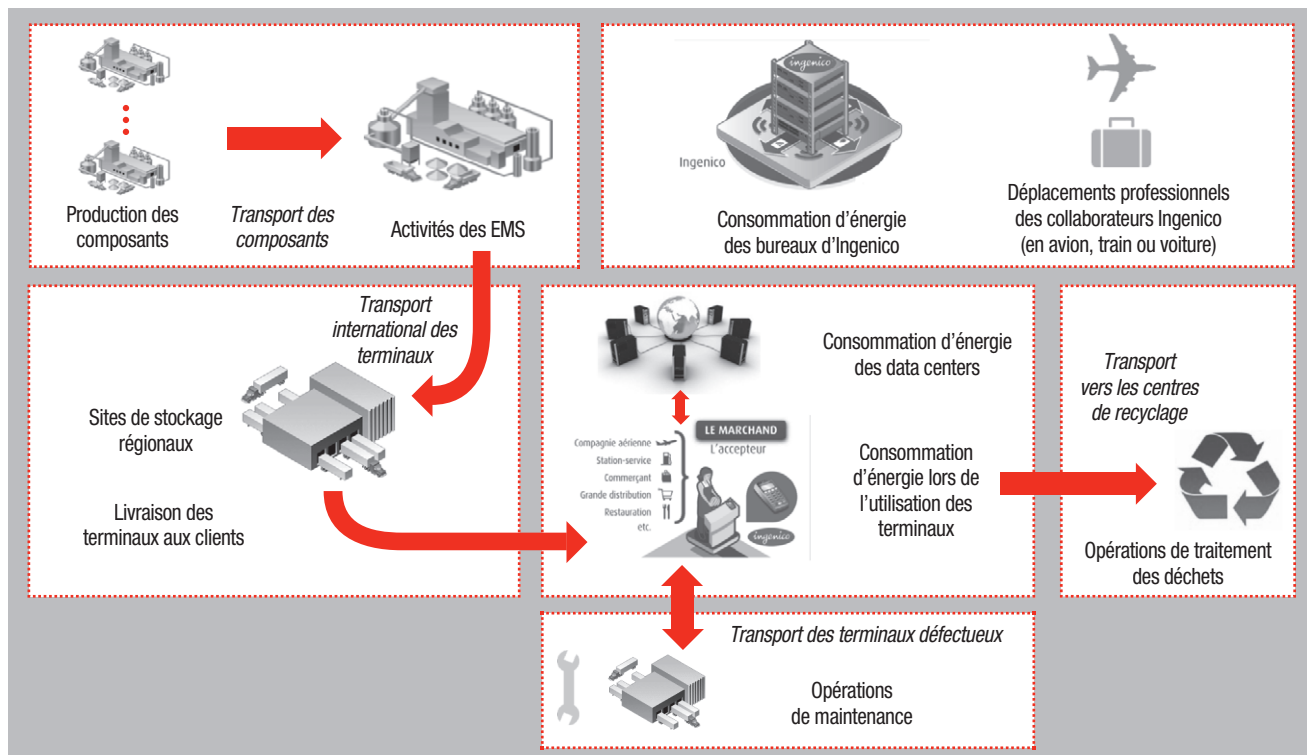 Production des
composants
Transport des
composants
Activités des EMS
ingenico
Ingenico
Consommation d’énergie
des bureaux d’Ingenico
Déplacements professionnels
des collaborateurs Ingenico
(en avion, train ou voiture)
Transport
international des
terminaux
Sites de stockage
régionaux
Livraison des
terminaux aux clients
Consommation d’énergie
des data centers
LE MARCHAND
L'accepteur
Compagnie aérienne
Station-service
Commerçant
Grande distribution
Restauration
etc.
ingenico
Consommation
d’énergie lors de
l’utilisation des
terminaux
Transport
vers les centres
de recyclage
Opérations de traitement
des déchets
Transport des terminaux défectueux
Opérations
de maintenance